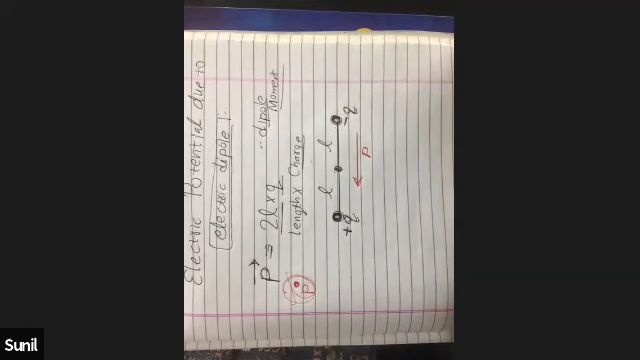 Electric Potential due to
electric dipole :-
P = 2l x q
∴ dipole
Moment
length x Charge
P
l l
+q -q
P
Sunil